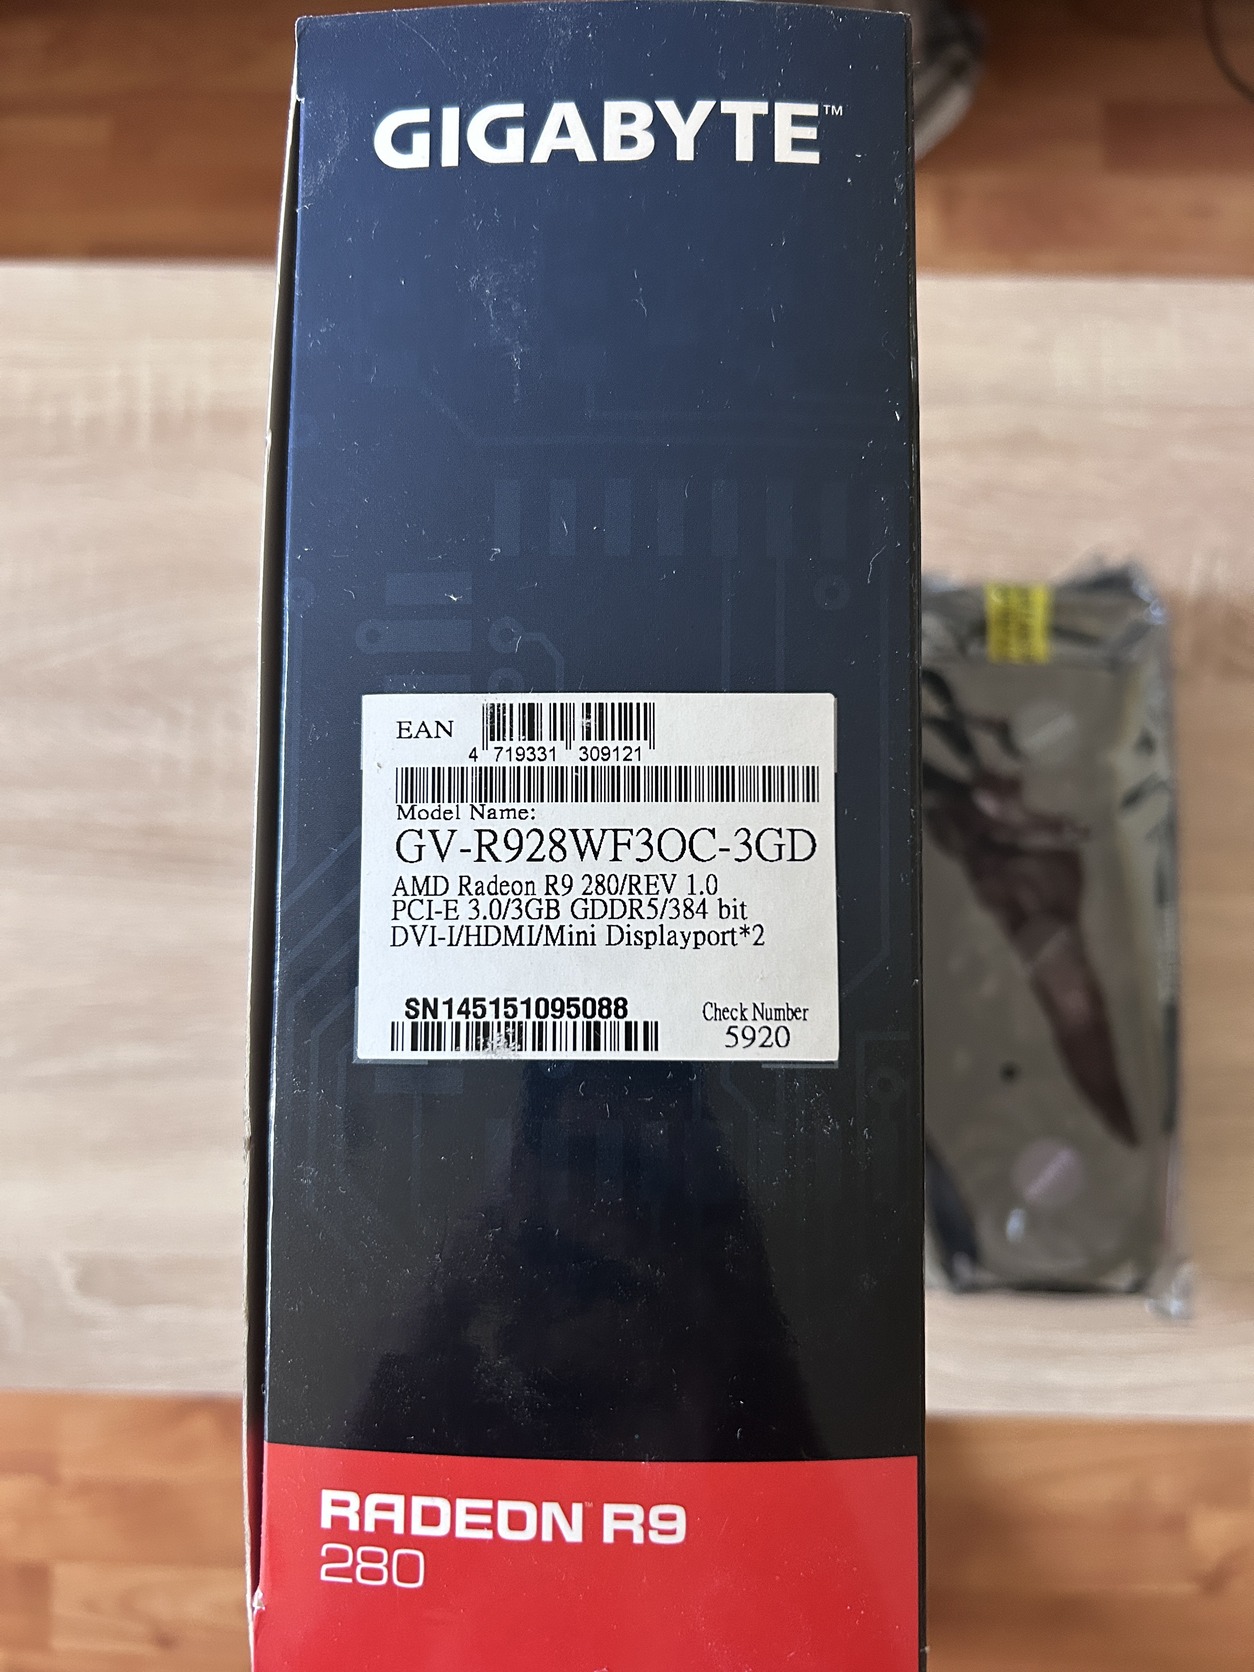 GIGABYTE™
EAN
4 719331 309121
Model Name:
GV-R928WF3OC-3GD
AMD Radeon R9 280/REV 1.0
PCI-E 3.0/3GB GDDR5/384 bit
DVI-I/HDMI/Mini Displayport*2
SN145151095088
Check Number
5920
RADEON™ R9
280